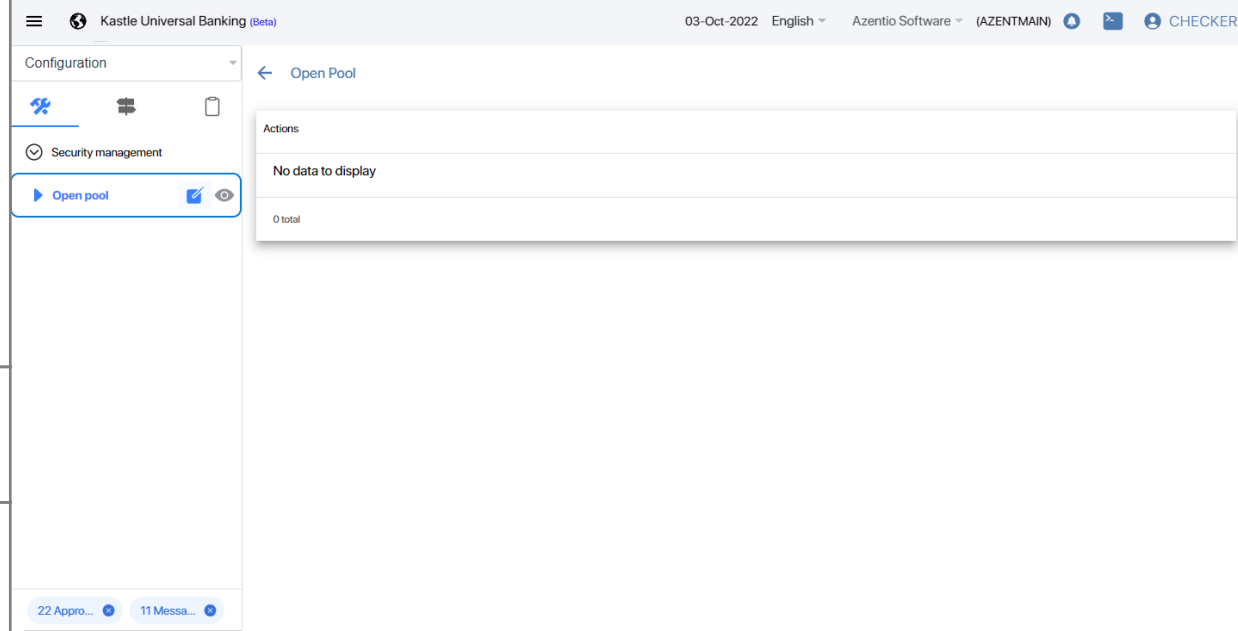 Kastle Universal Banking (Beta)
03-Oct-2022 English Azentio Software (AZENTMAIN) CHECKER
Configuration
Open Pool
Security management
Open pool
Actions
No data to display
0 total
22 Appro... 11 Messa...